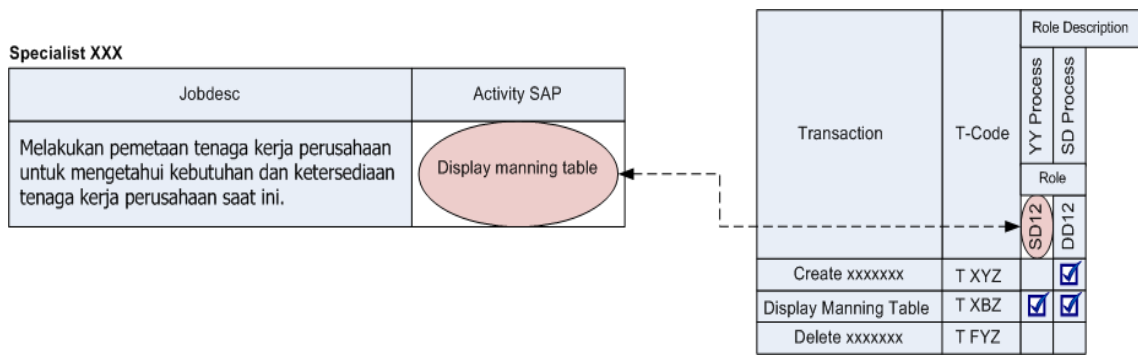 Specialist XXX
Jobdesc
Activity SAP
Melakukan pemetaan tenaga kerja perusahaan
untuk mengetahui kebutuhan dan ketersediaan
tenaga kerja perusahaan saat ini.
Display manning table
Transaction
T-Code
Role Description
YY Process
SD Process
Role
SD12
DD12
Create xxxxxxx
T XYZ
Display Manning Table
T XBZ
Delete xxxxxxx
T FYZ